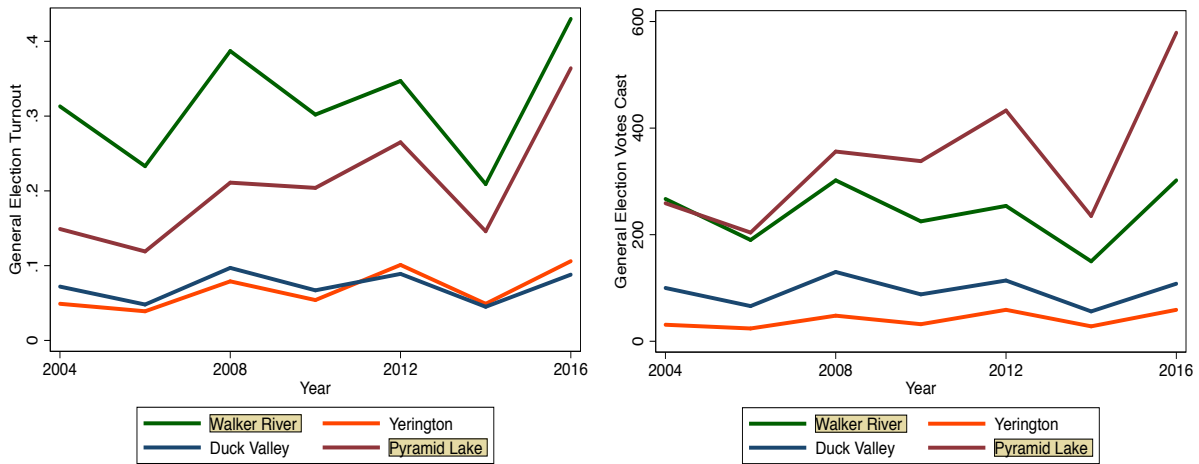 General Election Turnout
.4
.3
.2
.1
0
2004 2008 2012 2016
Year
Walker River Yerington
Duck Valley Pyramid Lake
General Election Votes Cast
600
400
200
0
2004 2008 2012 2016
Year
Walker River Yerington
Duck Valley Pyramid Lake